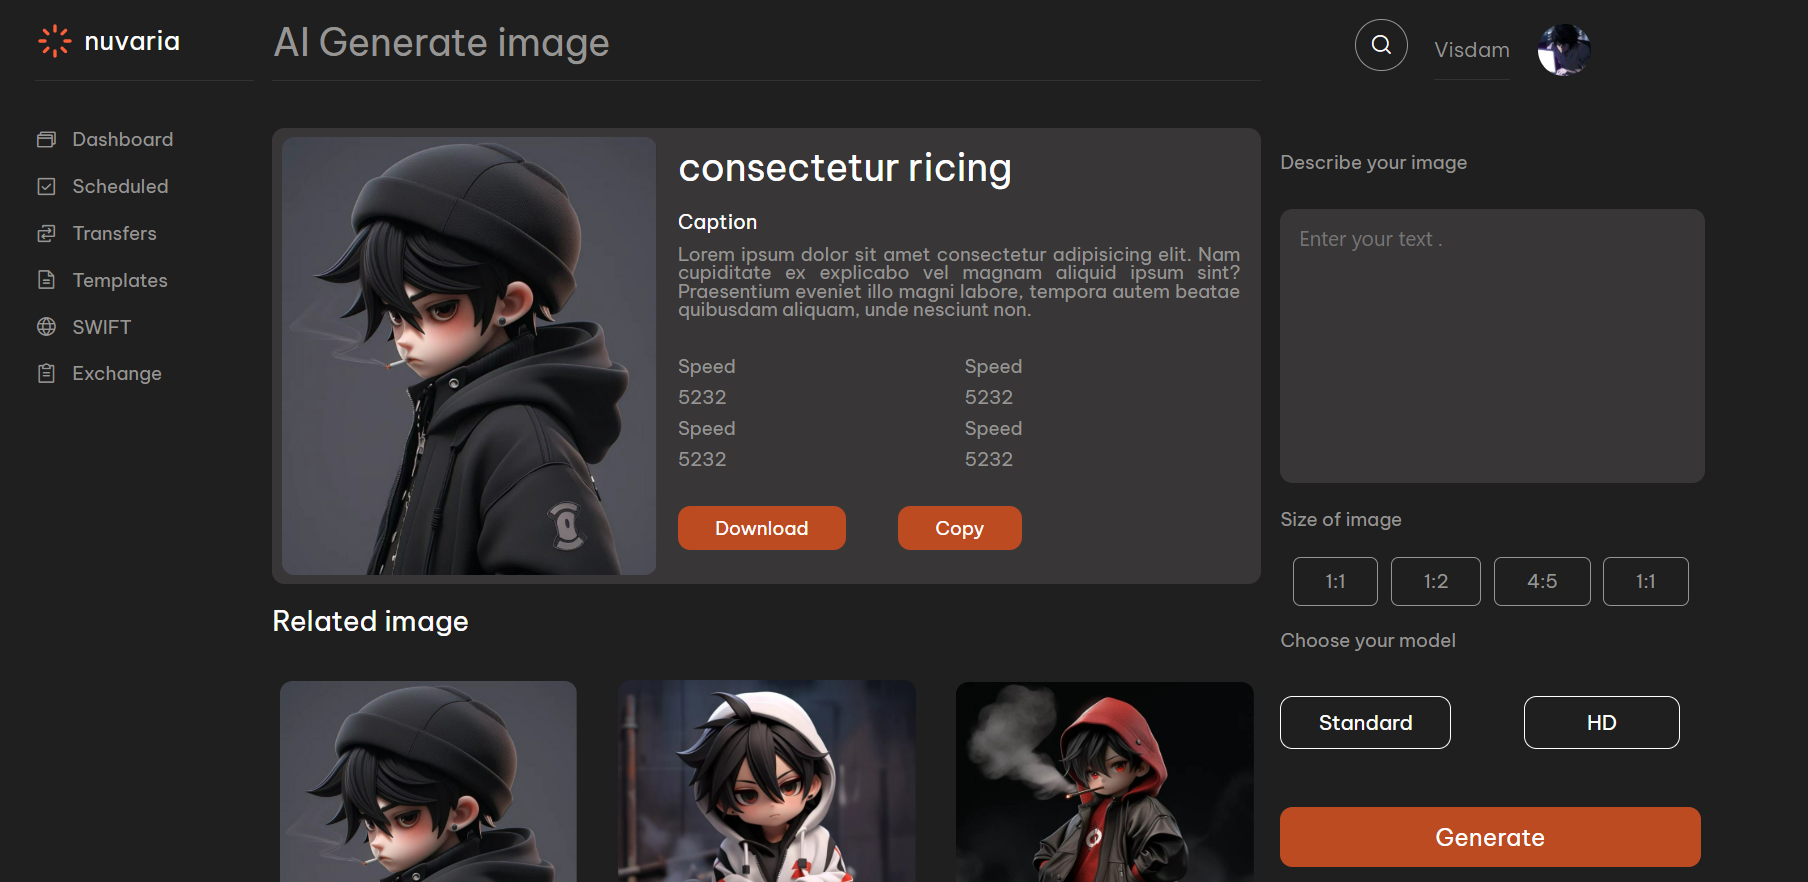 nuvaria
AI Generate image
Visdam
Dashboard
Scheduled
Transfers
Templates
SWIFT
Exchange
consectetur ricing
Caption
Lorem ipsum dolor sit amet consectetur adipisicing elit. Nam
cupiditate ex explicabo vel magnam aliquid ipsum sint?
Praesentium eveniet illo magni labore, tempora autem beatae
quibusdam aliquam, unde nesciunt non.
Speed
Speed
5232
5232
Speed
Speed
5232
5232
Download
Copy
Related image
Describe your image
Enter your text .
Size of image
1:1
1:2
4:5
1:1
Choose your model
Standard
HD
Generate